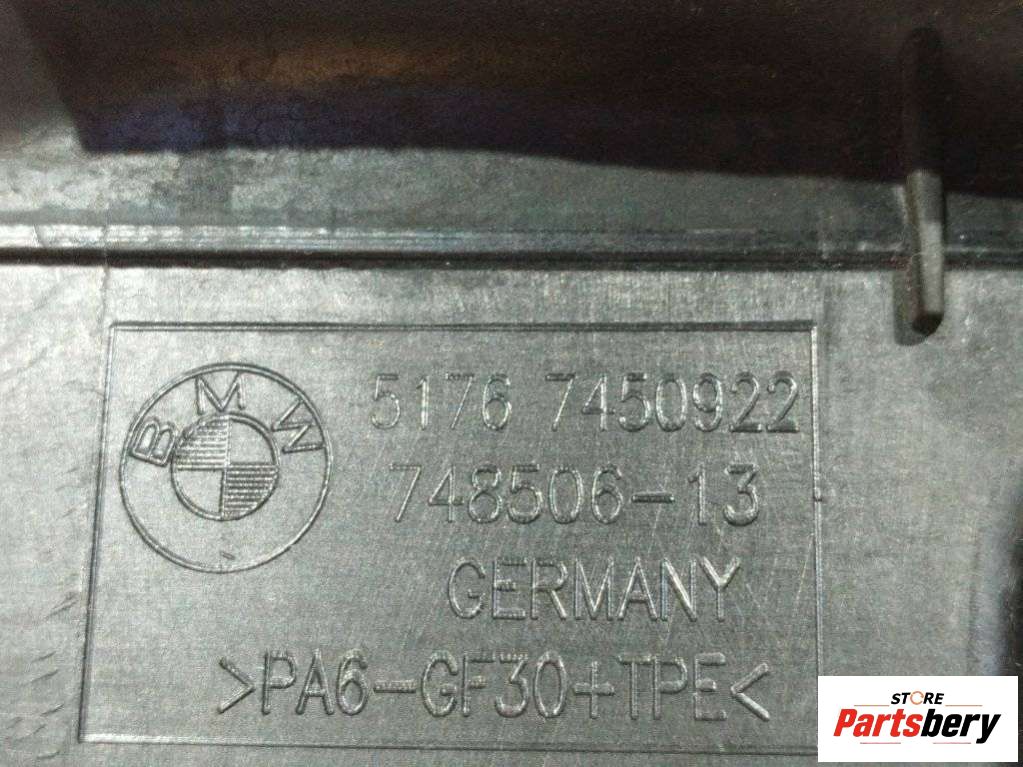 BMW
5176 7450922
748506-13
GERMANY
>PA6-GF30+TPE<
STORE
Partsbery